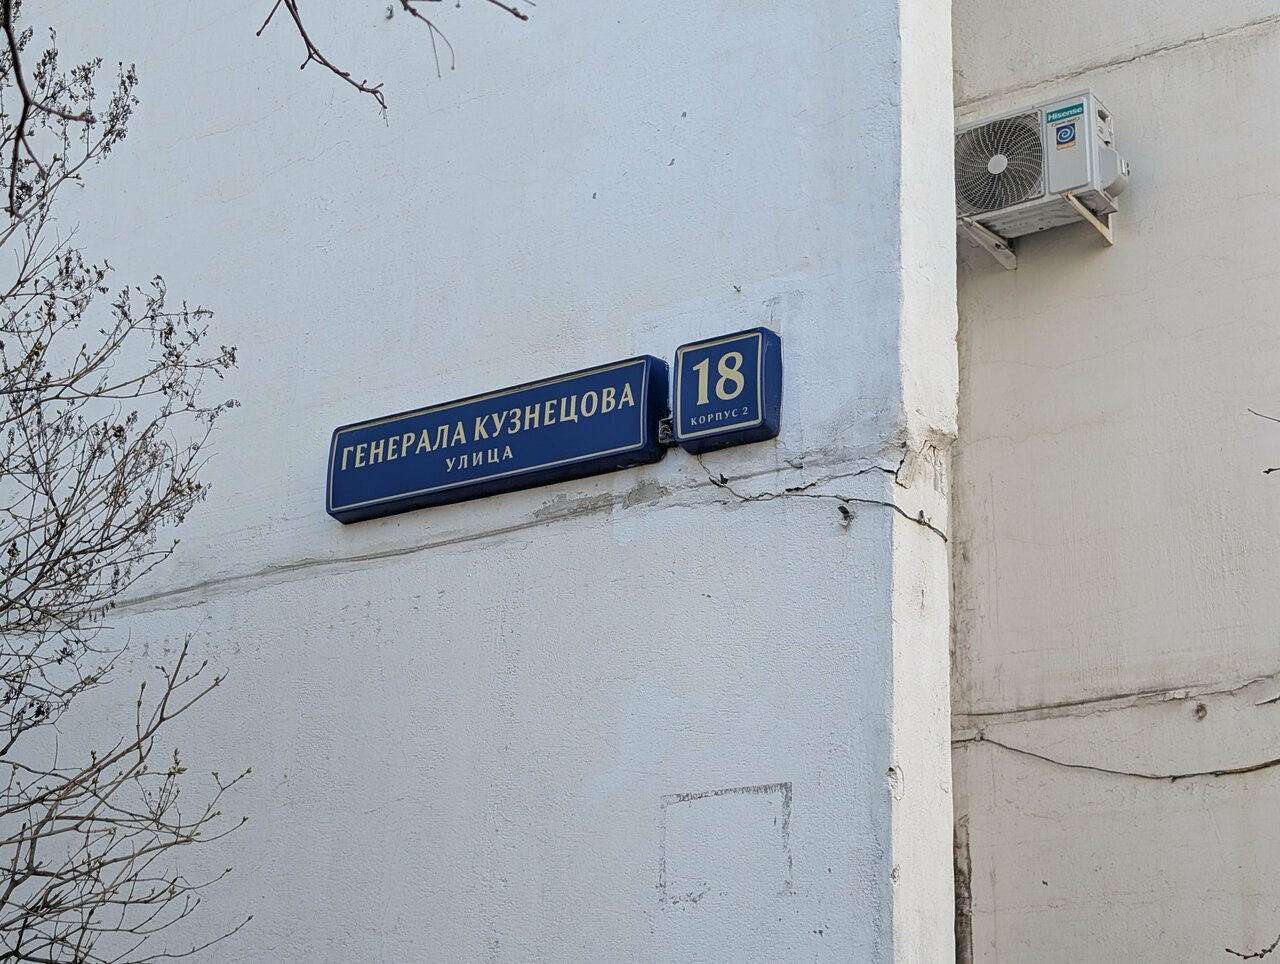 ГЕНЕРАЛА КУЗНЕЦОВА
УЛИЦА
18
КОРПУС 2
Hisense